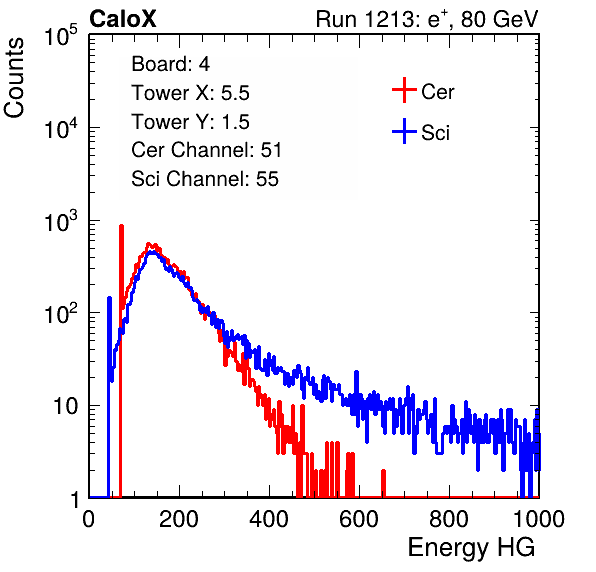 CaloX Run 1213: e⁺, 80 GeV
Counts
10⁵
10⁴
10³
10²
10
1
Board: 4
Tower X: 5.5
Tower Y: 1.5
Cer Channel: 51
Sci Channel: 55
Cer
Sci
0 200 400 600 800 1000
Energy HG